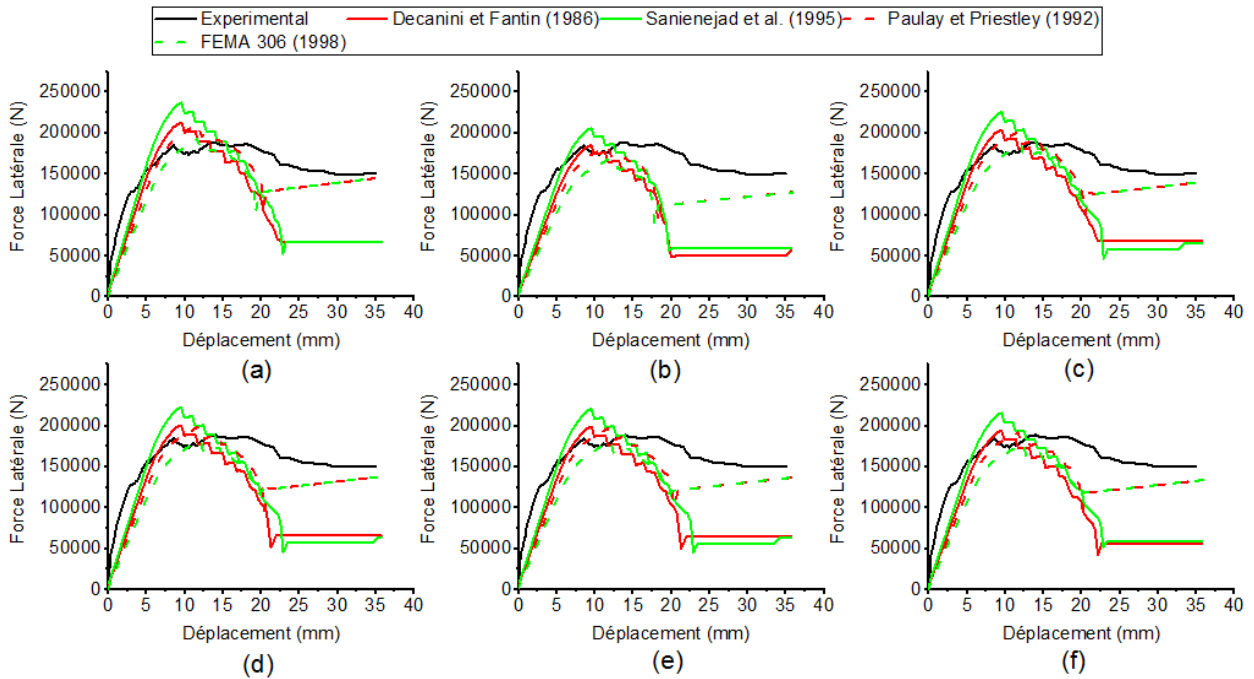 Experimental Decanini et Fantin (1986) Sanienejad et al. (1995) Paulay et Priestley (1992)
FEMA 306 (1998)
Force Latérale (N)
250000
200000
150000
100000
50000
0
0 5 10 15 20 25 30 35 40
Déplacement (mm)
(a)
Force Latérale (N)
250000
200000
150000
100000
50000
0
0 5 10 15 20 25 30 35 40
Déplacement (mm)
(b)
Force Latérale (N)
250000
200000
150000
100000
50000
0
0 5 10 15 20 25 30 35 40
Déplacement (mm)
(c)
Force Latérale (N)
250000
200000
150000
100000
50000
0
0 5 10 15 20 25 30 35 40
Déplacement (mm)
(d)
Force Latérale (N)
250000
200000
150000
100000
50000
0
0 5 10 15 20 25 30 35 40
Déplacement (mm)
(e)
Force Latérale (N)
250000
200000
150000
100000
50000
0
0 5 10 15 20 25 30 35 40
Déplacement (mm)
(f)